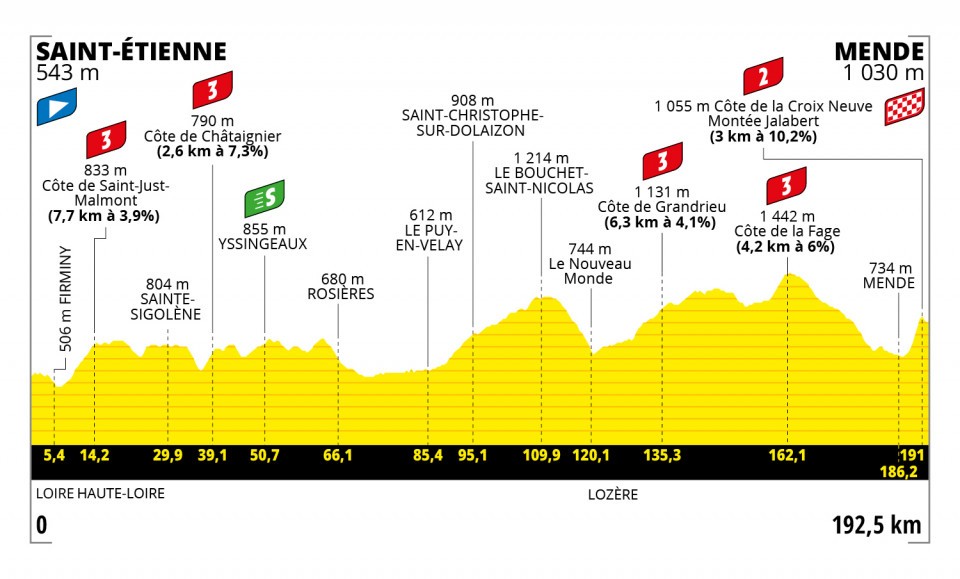 SAINT-ÉTIENNE
543 m
MENDE
1 030 m
3
833 m
Côte de Saint-Just-
Malmont
(7,7 km à 3,9%)
3
790 m
Côte de Châtaignier
(2,6 km à 7,3%)
S
855 m
YSSINGEAUX
908 m
SAINT-CHRISTOPHE-
SUR-DOLAIZON
1 214 m
LE BOUCHET-
SAINT-NICOLAS
3
1 131 m
Côte de Grandrieu
(6,3 km à 4,1%)
2
1 055 m Côte de la Croix Neuve
Montée Jalabert
(3 km à 10,2%)
3
1 442 m
Côte de la Fage
(4,2 km à 6%)
506 m FIRMINY
804 m
SAINTE-
SIGOLÈNE
680 m
ROSIÈRES
612 m
LE PUY-
EN-VELAY
744 m
Le Nouveau
Monde
734 m
MENDE
5,4 14,2 29,9 39,1 50,7 66,1 85,4 95,1 109,9 120,1 135,3 162,1 191
186,2
LOIRE HAUTE-LOIRE LOZÈRE
0 192,5 km